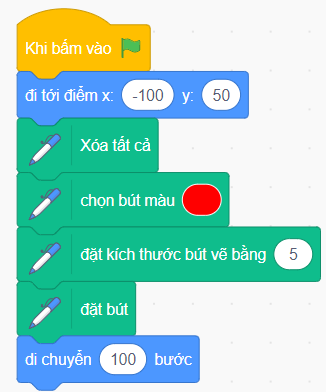 Khi bấm vào
đi tới điểm x: -100 y: 50
Xóa tất cả
chọn bút màu
đặt kích thước bút vẽ bằng 5
đặt bút
di chuyển 100 bước